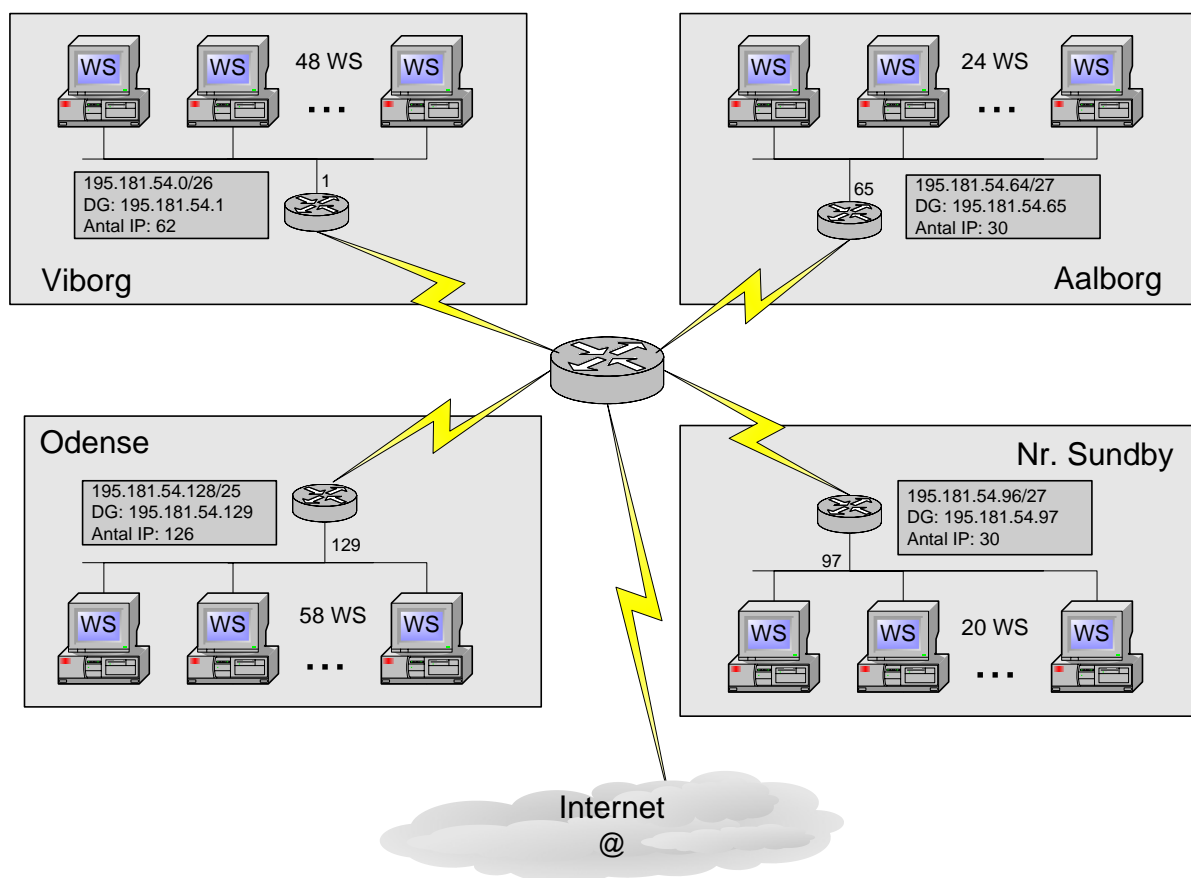 WS
WS
48 WS
WS
...
1
195.181.54.0/26
DG: 195.181.54.1
Antal IP: 62
Viborg
WS
WS
24 WS
WS
...
65
195.181.54.64/27
DG: 195.181.54.65
Antal IP: 30
Aalborg
Odense
195.181.54.128/25
DG: 195.181.54.129
Antal IP: 126
129
WS
WS
58 WS
WS
...
Nr. Sundby
195.181.54.96/27
DG: 195.181.54.97
Antal IP: 30
97
WS
WS
20 WS
WS
...
Internet
@